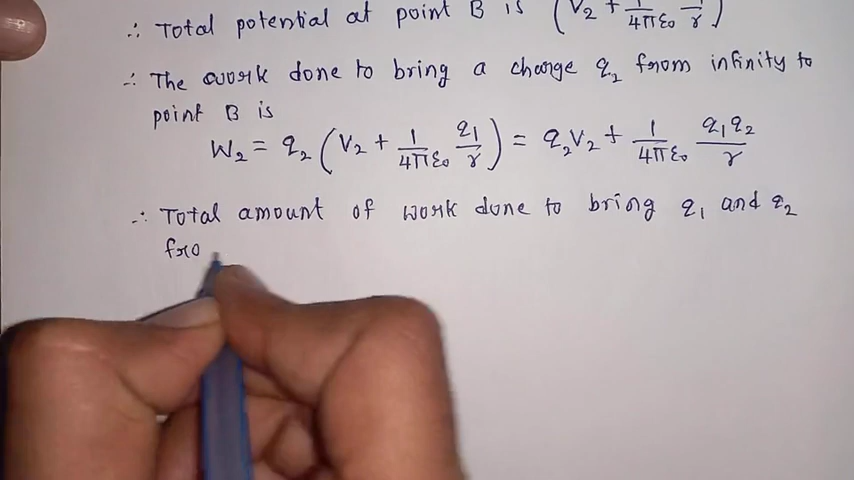 ∴ Total potential at point B is (V₂ + 1/4πε₀ q₁/r)
∴ The work done to bring a charge q₂ from infinity to
point B is
W₂ = q₂ (V₂ + 1/4πε₀ q₁/r) = q₂V₂ + 1/4πε₀ q₁q₂/r
∴ Total amount of work done to bring q₁ and q₂
fro